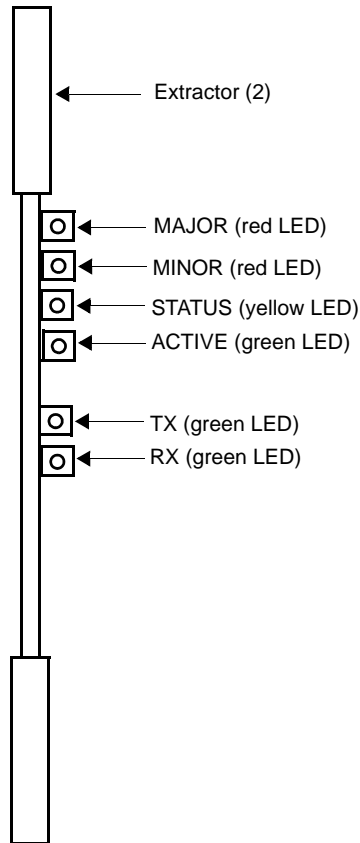 Extractor (2)
MAJOR (red LED)
MINOR (red LED)
STATUS (yellow LED)
ACTIVE (green LED)
TX (green LED)
RX (green LED)